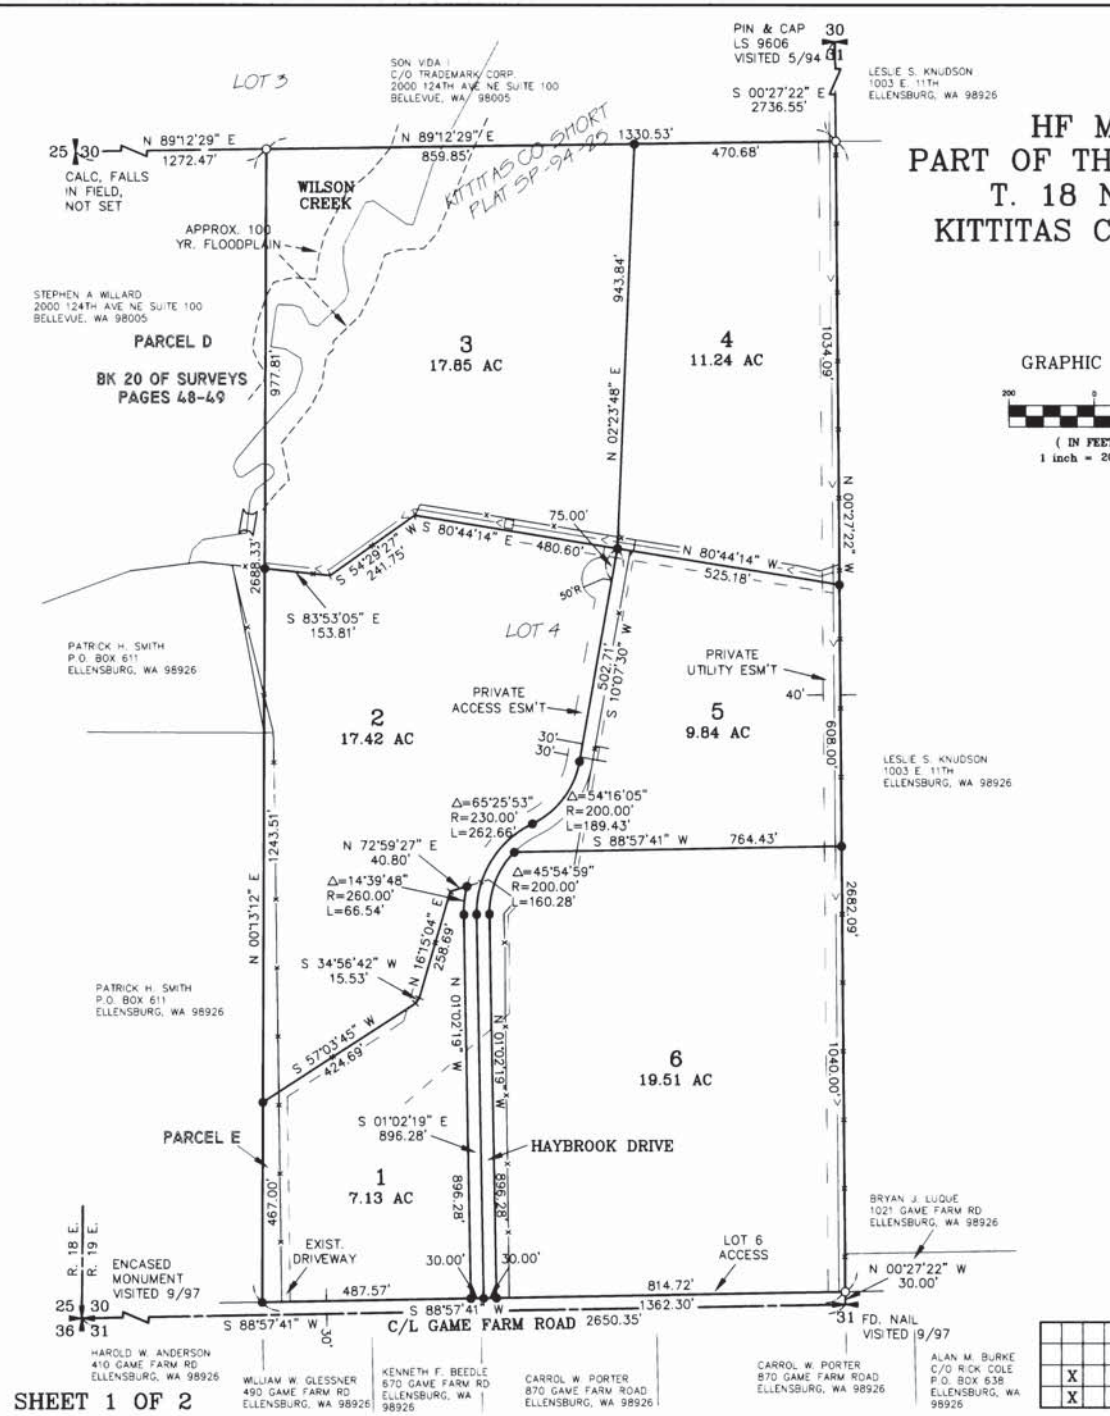 PIN & CAP
LS 9606
VISITED 5/94
30
31
S 00°27'22" E
2736.55'
LESLIE S. KNUDSON
1003 E. 11TH
ELLENSBURG, WA 98926
LOT 3
SON VIDA I
C/O TRADEMARK CORP.
2000 124TH AVE NE SUITE 100
BELLEVUE, WA 98005
HF M
PART OF TH
T. 18 N
KITTITAS C
25 30
N 89°12'29" E
1272.47'
N 89°12'29" E
859.85'
1330.53'
470.68'
KITTITAS CO SHORT
PLAT SP-94-25
CALC, FALLS
IN FIELD,
NOT SET
WILSON
CREEK
APPROX. 100
YR. FLOODPLAIN
STEPHEN A WILLARD
2000 124TH AVE NE SUITE 100
BELLEVUE, WA 98005
PARCEL D
BK 20 OF SURVEYS
PAGES 48-49
977.81'
3
17.85 AC
943.84'
N 02°23'48" E
4
11.24 AC
1034.09'
GRAPHIC
200 0
( IN FEET
1 inch = 20
N 00°27'22" W
75.00'
S 80°44'14" E
480.60'
N 80°44'14" W
525.18'
S 54°29'27" W
241.75'
2688.33'
S 83°53'05" E
153.81'
50'R
LOT 4
502.71'
S 10°07'30" W
PATRICK H. SMITH
P.O. BOX 611
ELLENSBURG, WA 98926
PRIVATE
ACCESS ESM'T
PRIVATE
UTILITY ESM'T
40'
2
17.42 AC
5
9.84 AC
608.00'
30'
30'
LESLIE S. KNUDSON
1003 E. 11TH
ELLENSBURG, WA 98926
Δ=65°25'53"
R=230.00'
L=262.66'
Δ=54°16'05"
R=200.00'
L=189.43'
S 88°57'41" W
764.43'
1243.51'
N 72°59'27" E
40.80'
Δ=14°39'48"
R=260.00'
L=66.54'
Δ=45°54'59"
R=200.00'
L=160.28'
2682.09'
N 00°13'12" E
N 16°15'04" E
258.69'
S 34°56'42" W
15.53'
PATRICK H. SMITH
P.O. BOX 611
ELLENSBURG, WA 98926
N 01°02'19" W
N 01°02'19" W
S 57°03'45" W
424.69'
6
19.51 AC
1040.00'
S 01°02'19" E
896.28'
HAYBROOK DRIVE
PARCEL E
1
7.13 AC
467.00'
896.28'
896.28'
BRYAN J. LUQUE
1021 GAME FARM RD
ELLENSBURG, WA 98926
R. 18 E.
R. 19 E.
ENCASED
MONUMENT
VISITED 9/97
EXIST.
DRIVEWAY
LOT 6
ACCESS
30.00'
30.00'
N 00°27'22" W
30.00'
487.57'
814.72'
25 30
36 31
S 88°57'41" W
1362.30'
S 88°57'41" W
C/L GAME FARM ROAD
2650.35'
30'
31
FD. NAIL
VISITED 9/97
HAROLD W. ANDERSON
410 GAME FARM RD
ELLENSBURG, WA 98926
WILLIAM W. GLESSNER
490 GAME FARM RD
ELLENSBURG, WA 98926
KENNETH F. BEEDLE
670 GAME FARM RD
ELLENSBURG, WA
98926
CARROL W. PORTER
870 GAME FARM ROAD
ELLENSBURG, WA 98926
CARROL W. PORTER
870 GAME FARM ROAD
ELLENSBURG, WA 98926
ALAN M. BURKE
C/O RICK COLE
P.O. BOX 638
ELLENSBURG, WA
98926
X
X
SHEET 1 OF 2